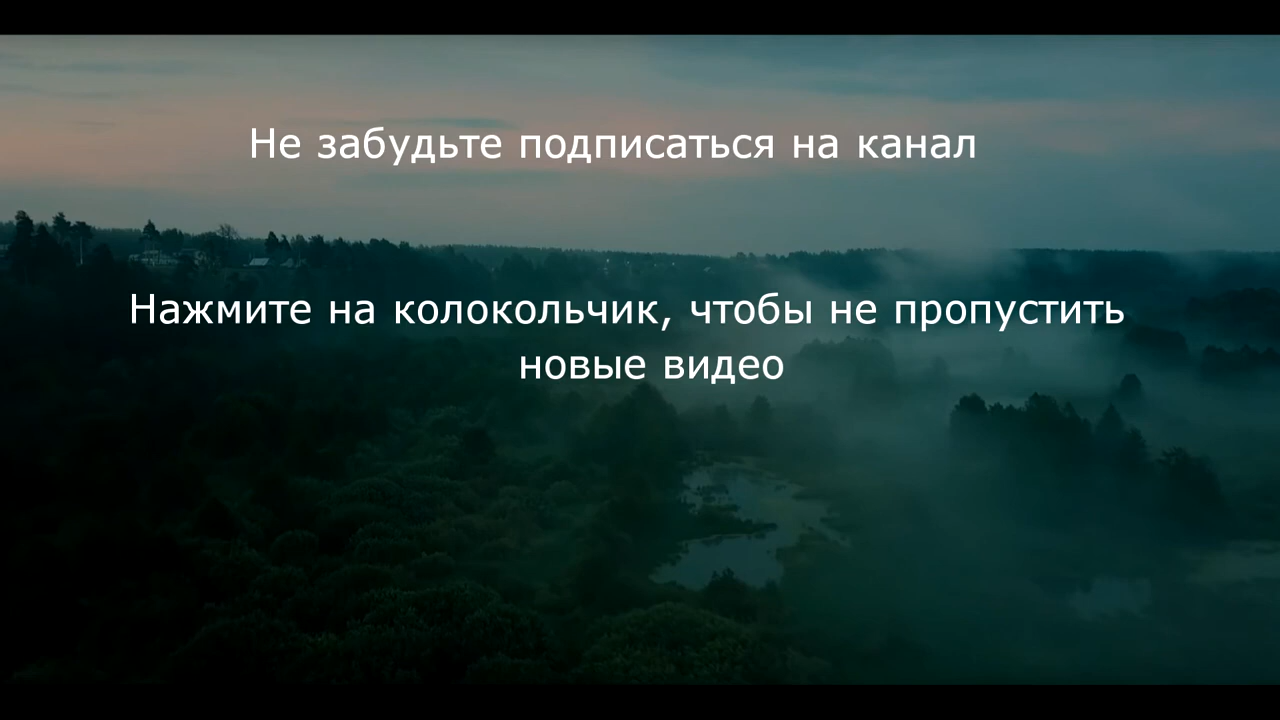 Не забудьте подписаться на канал
Нажмите на колокольчик, чтобы не пропустить
новые видео